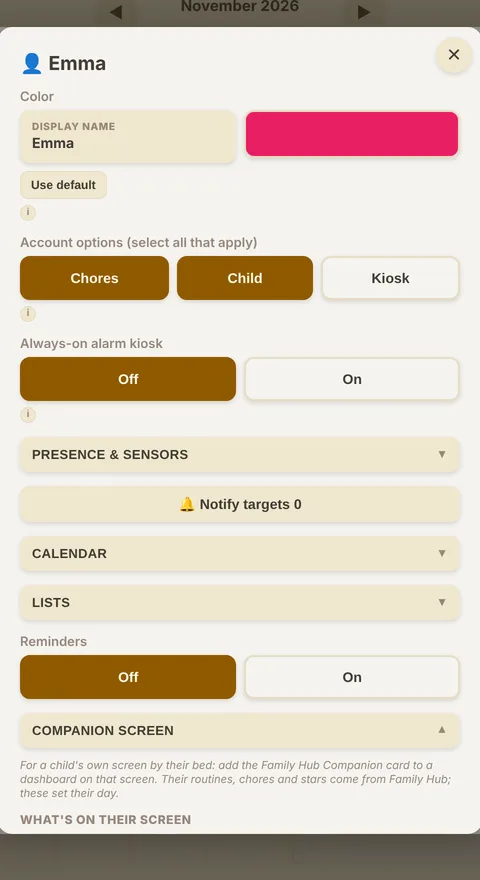 November 2026
Emma
Color
DISPLAY NAME
Emma
Use default
i
Account options (select all that apply)
Chores
Child
Kiosk
i
Always-on alarm kiosk
Off
On
i
PRESENCE & SENSORS
🔔 Notify targets 0
CALENDAR
LISTS
Reminders
Off
On
COMPANION SCREEN
For a child's own screen by their bed: add the Family Hub Companion card to a
dashboard on that screen. Their routines, chores and stars come from Family Hub;
these set their day.
WHAT'S ON THEIR SCREEN